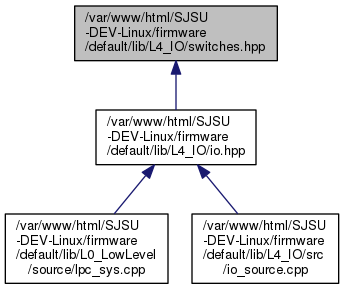 /var/www/html/SJSU
-DEV-Linux/firmware
/default/lib/L4_IO/switches.hpp
/var/www/html/SJSU
-DEV-Linux/firmware
/default/lib/L4_IO/io.hpp
/var/www/html/SJSU
-DEV-Linux/firmware
/default/lib/L0_LowLevel
/source/lpc_sys.cpp
/var/www/html/SJSU
-DEV-Linux/firmware
/default/lib/L4_IO/src
/io_source.cpp